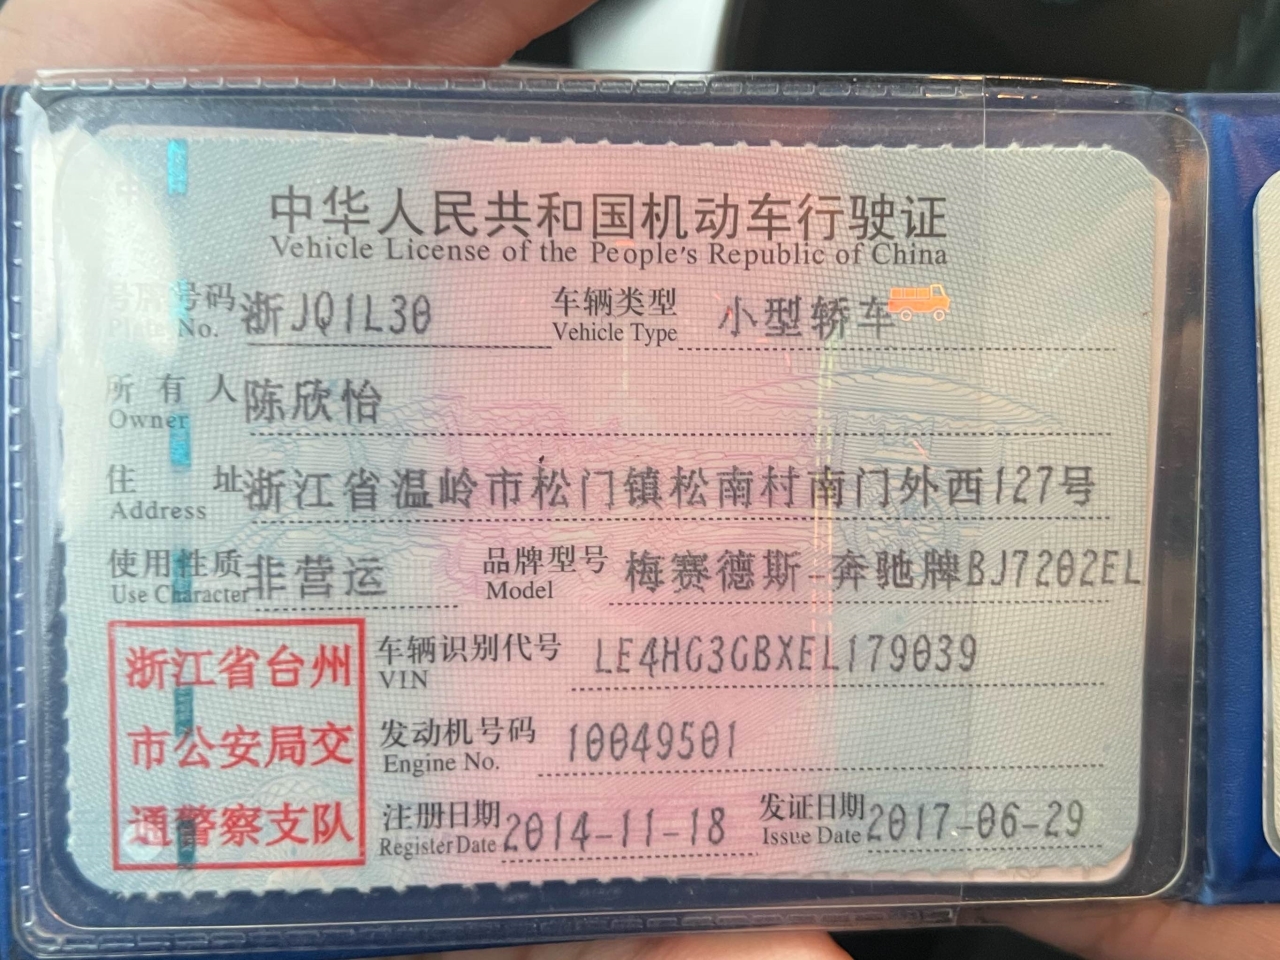 中华人民共和国机动车行驶证
Vehicle License of the People's Republic of China
号牌号码 浙JQ1L30 车辆类型 小型轿车
Plate No. Vehicle Type
所有人 陈欣怡
Owner
住址 浙江省温岭市松门镇松南村南门外西127号
Address
使用性质 非营运 品牌型号 梅赛德斯-奔驰牌BJ7202EL
Use Character Model
浙江省台州
市公安局交
通警察支队
车辆识别代号 LE4HG3GBXEL179039
VIN
发动机号码 10049501
Engine No.
注册日期 2014-11-18 发证日期 2017-06-29
Register Date Issue Date